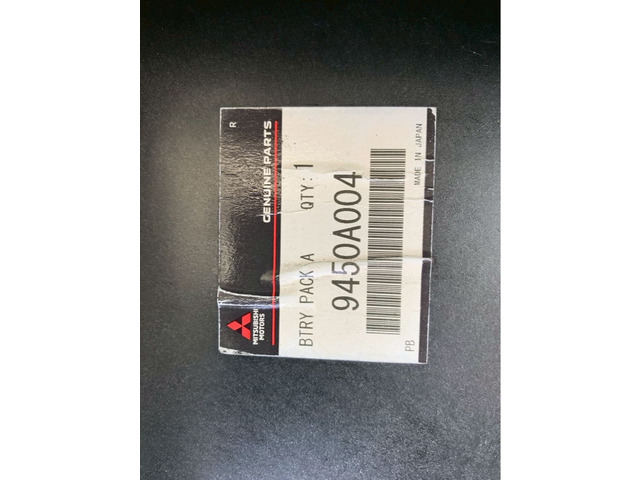 MITSUBISHI
MOTORS
GENUINE PARTS
R
BTRY PACK A QTY: 1
9450A004
PB
MADE IN JAPAN